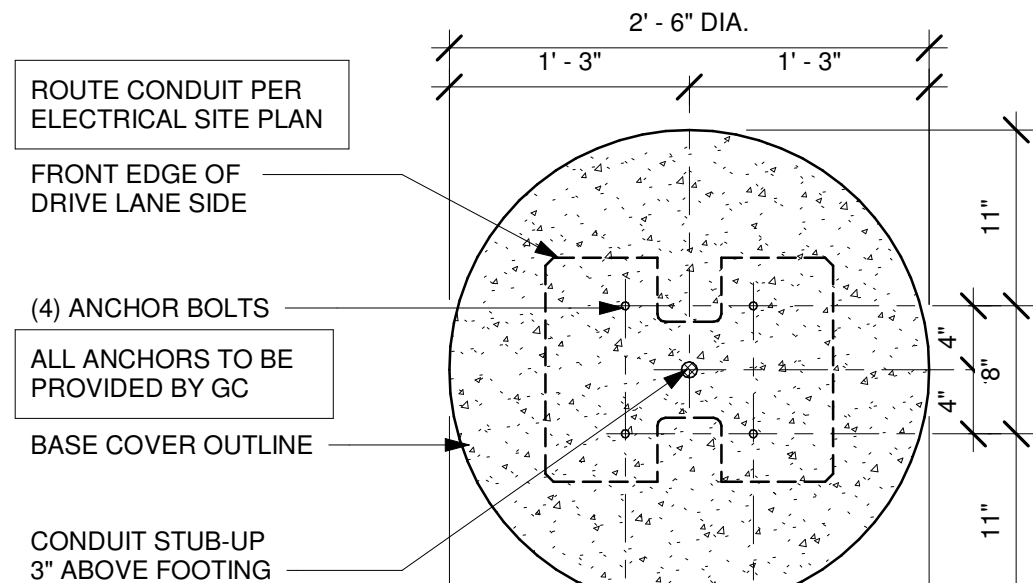 2' - 6" DIA.
1' - 3" 1' - 3"
ROUTE CONDUIT PER
ELECTRICAL SITE PLAN
FRONT EDGE OF
DRIVE LANE SIDE
11"
(4) ANCHOR BOLTS
4"
8"
4"
ALL ANCHORS TO BE
PROVIDED BY GC
BASE COVER OUTLINE
11"
CONDUIT STUB-UP
3" ABOVE FOOTING